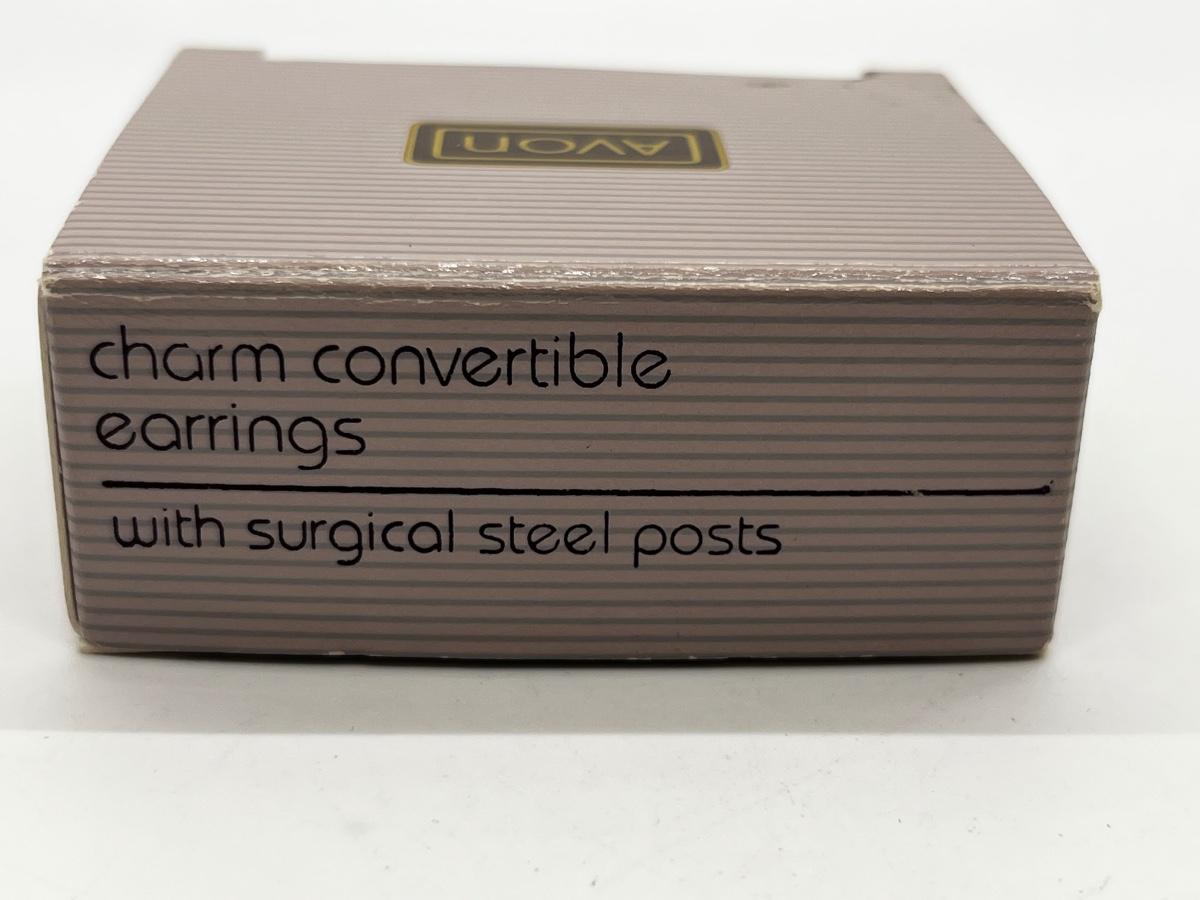 AVON
charm convertible
earrings
with surgical steel posts